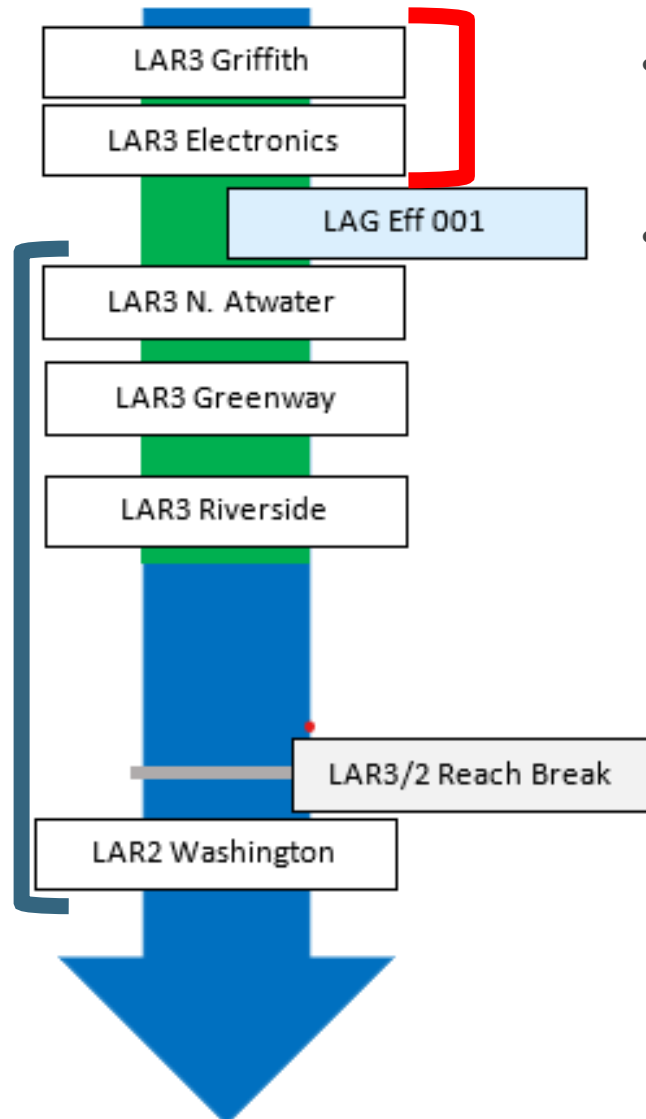 LAR3 Griffith
LAR3 Electronics
LAG Eff 001
LAR3 N. Atwater
LAR3 Greenway
LAR3 Riverside
LAR3/2 Reach Break
LAR2 Washington